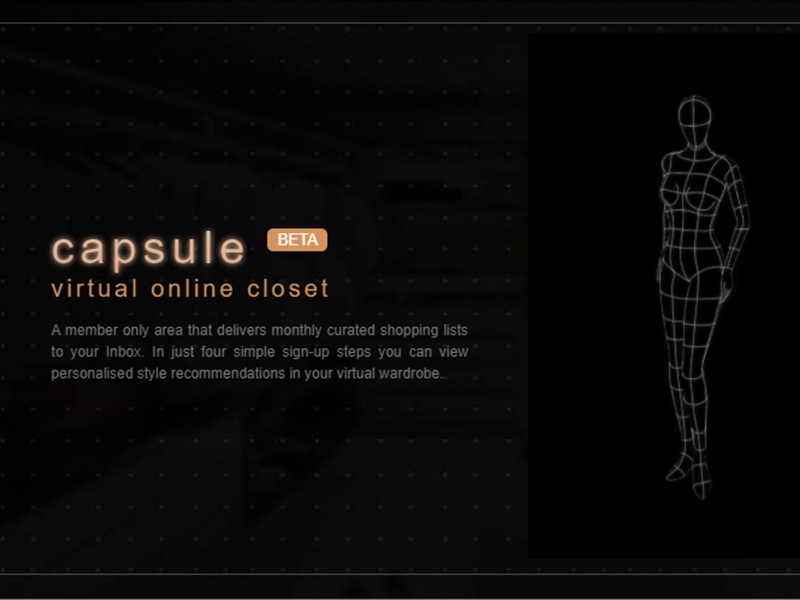 capsule BETA
virtual online closet
A member only area that delivers monthly curated shopping lists
to your Inbox. In just four simple sign-up steps you can view
personalised style recommendations in your virtual wardrobe.